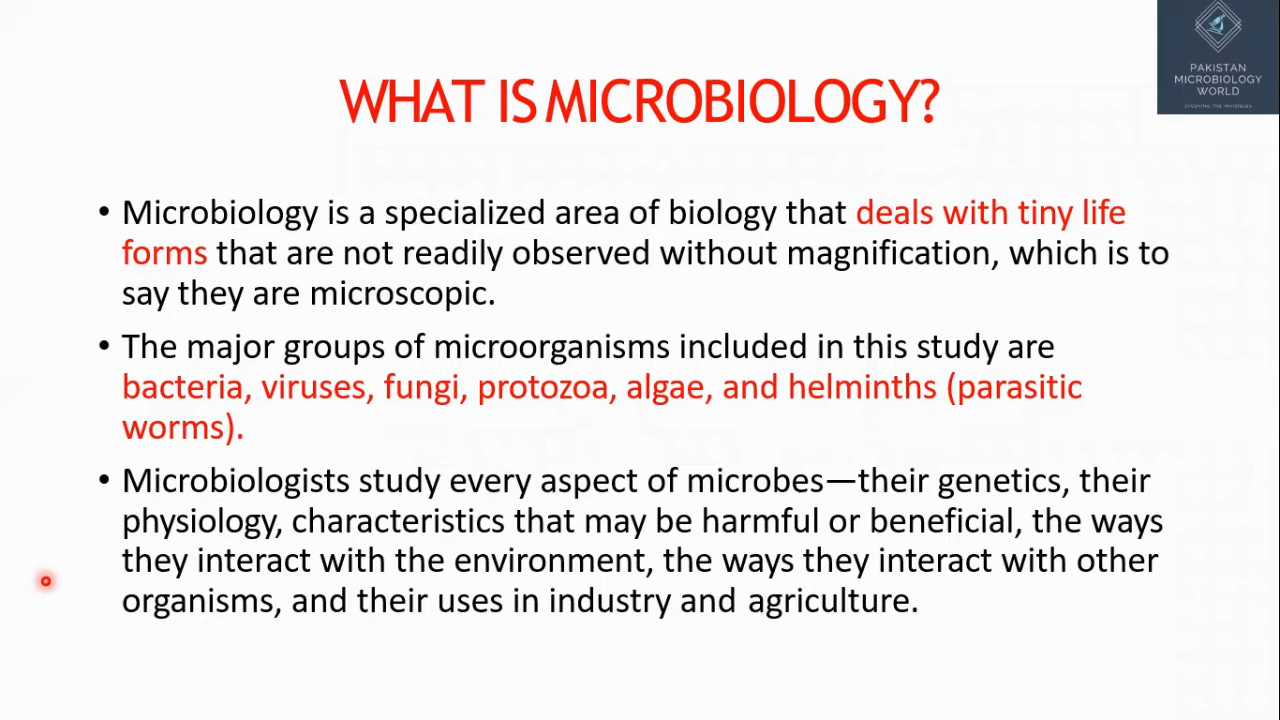 PAKISTAN
MICROBIOLOGY
WORLD
STUDYING THE INVISIBLES
WHAT IS MICROBIOLOGY?
• Microbiology is a specialized area of biology that deals with tiny life
forms that are not readily observed without magnification, which is to
say they are microscopic.
• The major groups of microorganisms included in this study are
bacteria, viruses, fungi, protozoa, algae, and helminths (parasitic
worms).
• Microbiologists study every aspect of microbes—their genetics, their
physiology, characteristics that may be harmful or beneficial, the ways
they interact with the environment, the ways they interact with other
organisms, and their uses in industry and agriculture.